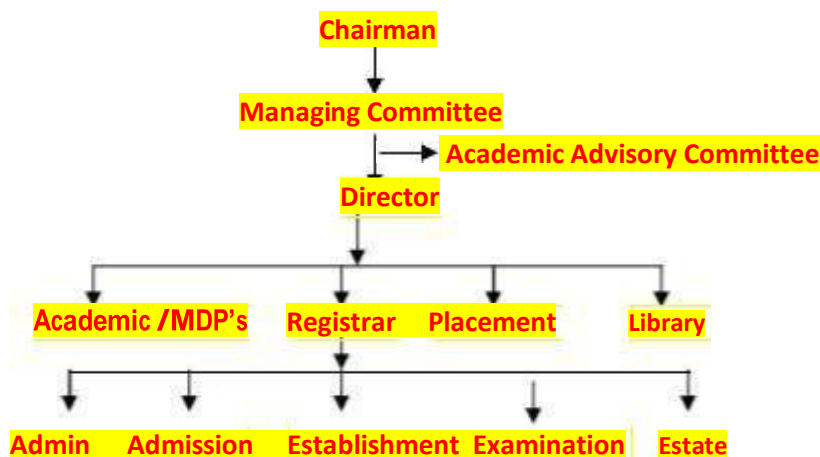 Chairman
Managing Committee
Academic Advisory Committee
Director
Academic /MDP's Registrar Placement Library
Admin Admission Establishment Examination Estate